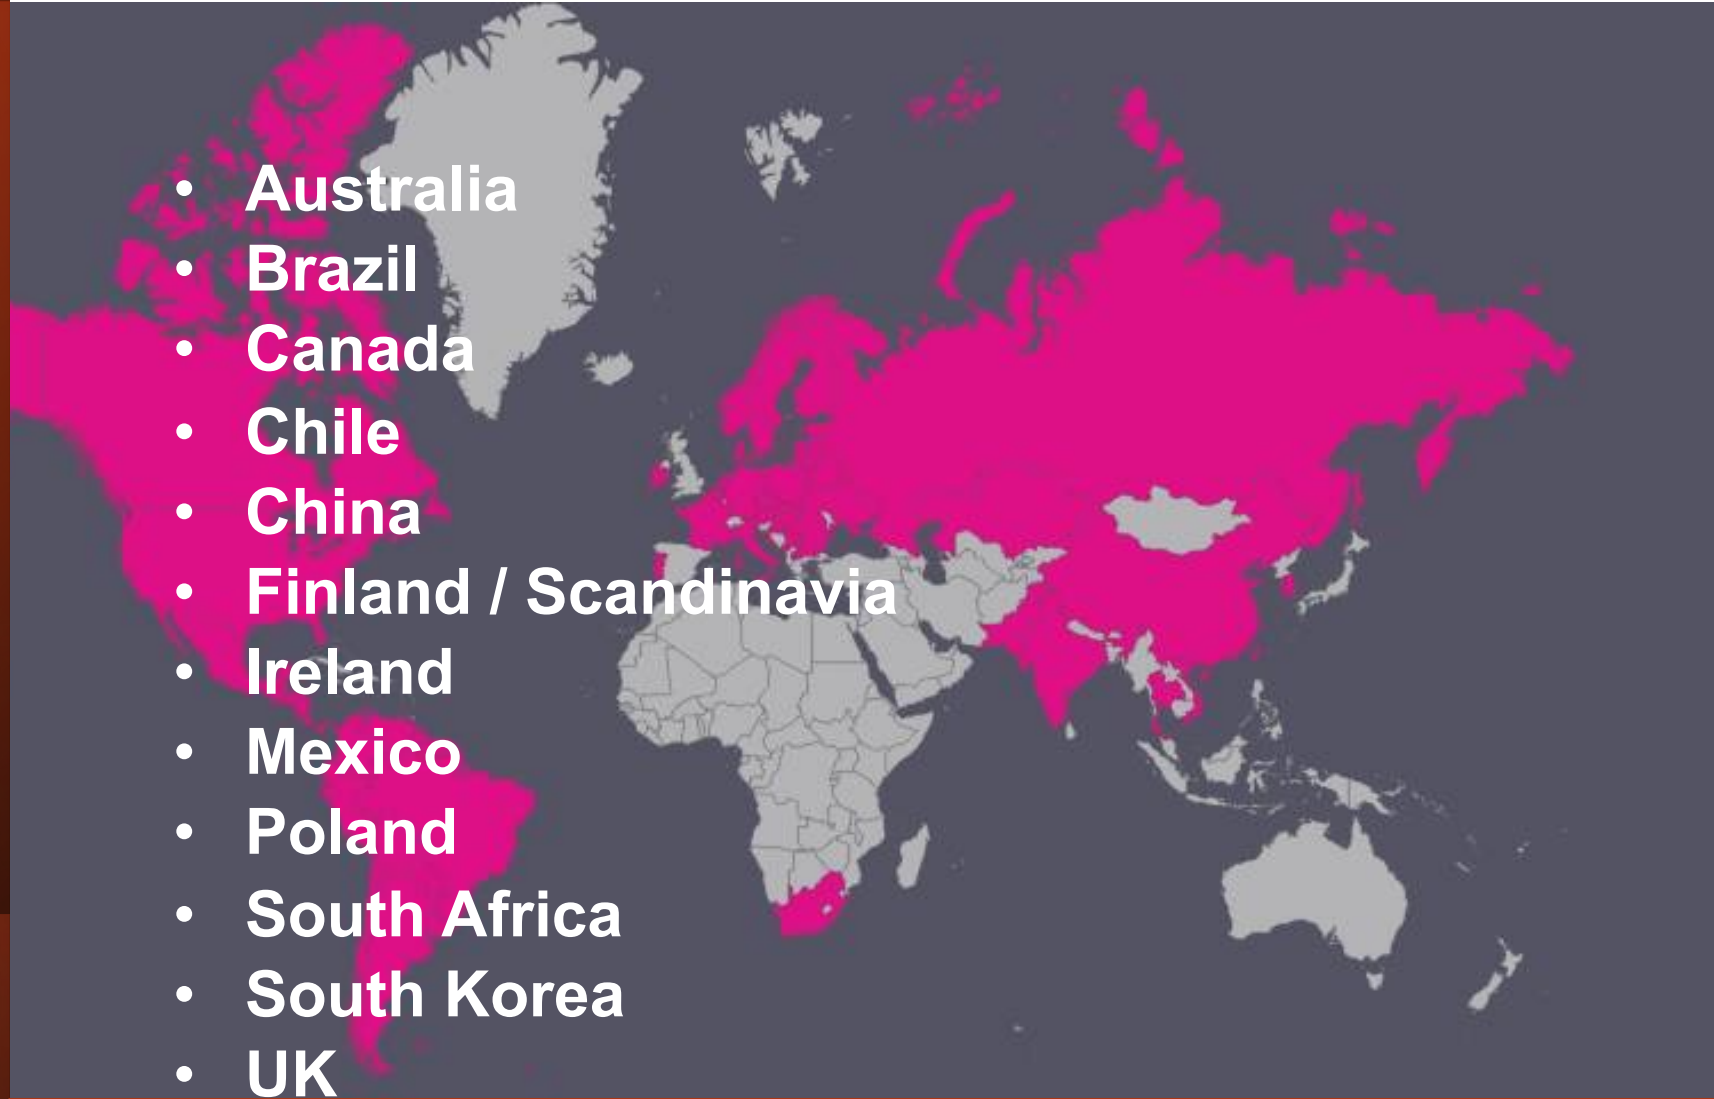 • Australia
• Brazil
• Canada
• Chile
• China
• Finland / Scandinavia
• Ireland
• Mexico
• Poland
• South Africa
• South Korea
• UK